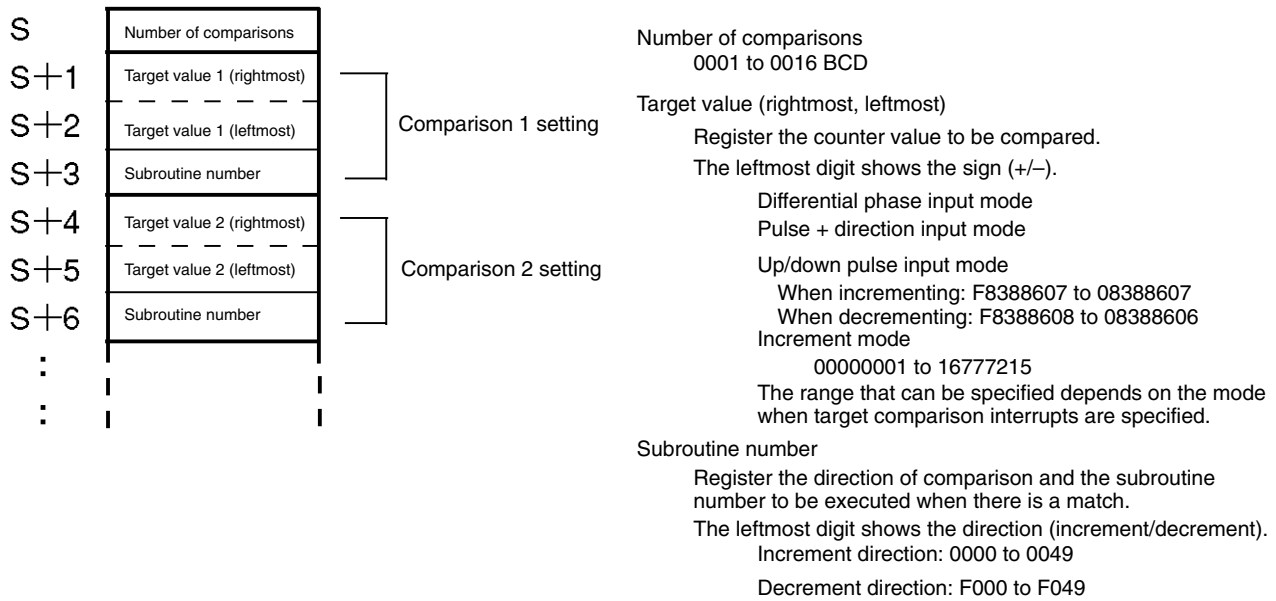 S
Number of comparisons
S+1
Target value 1 (rightmost)
S+2
Target value 1 (leftmost)
Comparison 1 setting
S+3
Subroutine number
S+4
Target value 2 (rightmost)
S+5
Target value 2 (leftmost)
Comparison 2 setting
S+6
Subroutine number
:
:
Number of comparisons
0001 to 0016 BCD
Target value (rightmost, leftmost)
Register the counter value to be compared.
The leftmost digit shows the sign (+/–).
Differential phase input mode
Pulse + direction input mode
Up/down pulse input mode
When incrementing: F8388607 to 08388607
When decrementing: F8388608 to 08388606
Increment mode
00000001 to 16777215
The range that can be specified depends on the mode
when target comparison interrupts are specified.
Subroutine number
Register the direction of comparison and the subroutine
number to be executed when there is a match.
The leftmost digit shows the direction (increment/decrement).
Increment direction: 0000 to 0049
Decrement direction: F000 to F049